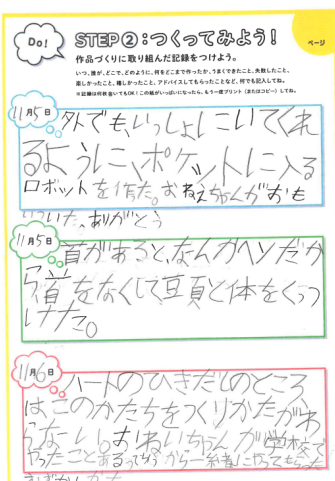 Do!
STEP②:つくってみよう!
ページ
作品づくりに取り組んだ記録をつけよう。
いつ、誰が、どこで、どのように、何をどこまで作ったか、うまくできたこと、失敗したこと、
楽しかったこと、嬉しかったこと、アドバイスしてもらったことなど、何でも記入してね。
※記録は何枚書いてもOK!この紙がいっぱいになったら、もう一度プリント(またはコピー)してね。
11月5日
外でも、いっしょにいてくれ
るように、ポケットに入る
ロボットを作た。おねえちゃんがおも
いついた。ありがとう
11月5日
首があると、なんかヘンだか
ら首をなくして豆頁と体をくっつ
けた。
11月6日
ハートのひきだしのところ
は、このかたちをつくりかたがわ
らない。おねいちゃんが学校で
やったことあるっていうから一緒にやってもらった